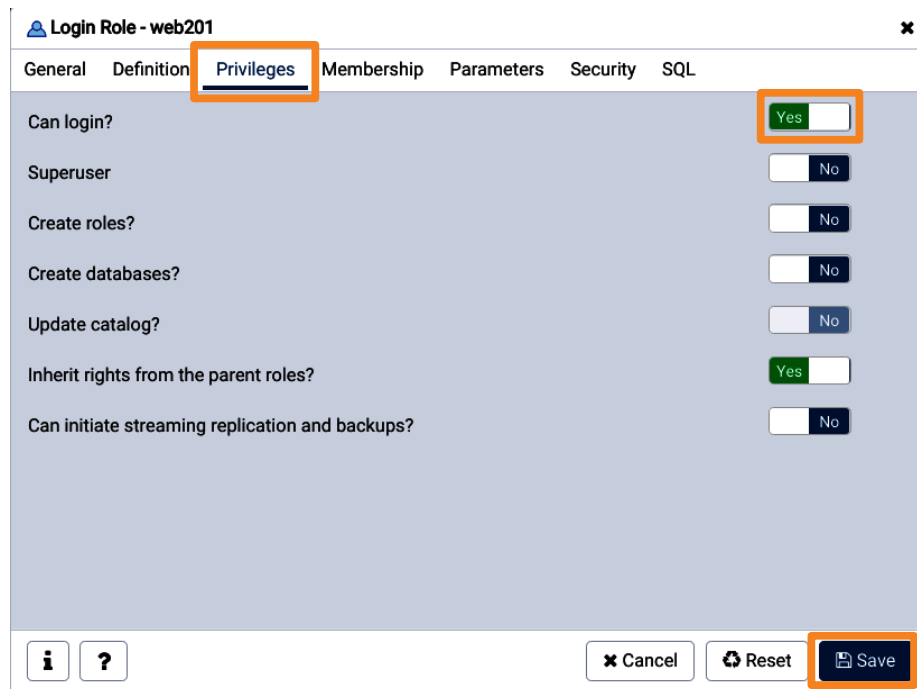 Login Role - web201
General Definition Privileges Membership Parameters Security SQL
Can login? Yes
Superuser No
Create roles? No
Create databases? No
Update catalog? No
Inherit rights from the parent roles? Yes
Can initiate streaming replication and backups? No
i ? Cancel Reset Save